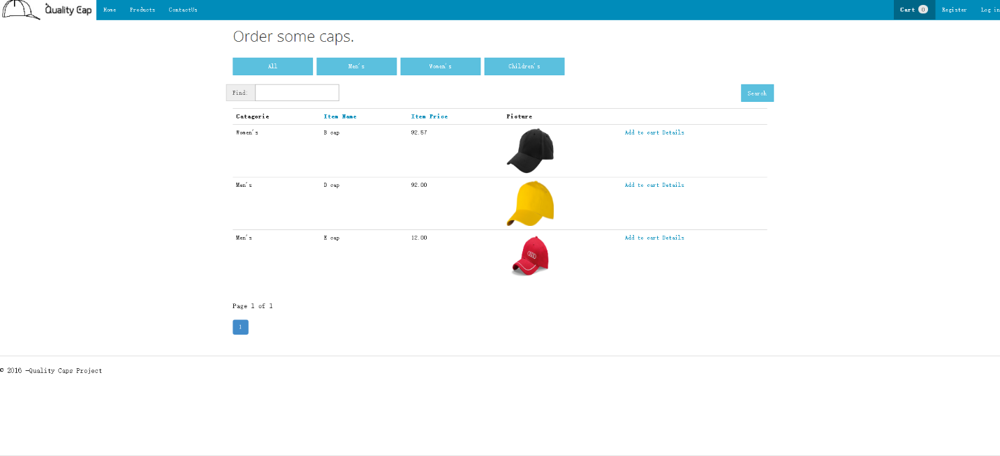 Quality Cap Home Products ContactUs Cart 0 Register Log in
Order some caps.
All Men's Women's Children's
Find: Search
Catagorie Item Name Item Price Picture
Women's B cap 92.57 Add to cart Details
Men's D cap 92.00 Add to cart Details
Men's K cap 12.00 Add to cart Details
Page 1 of 1
1
© 2016 -Quality Caps Project